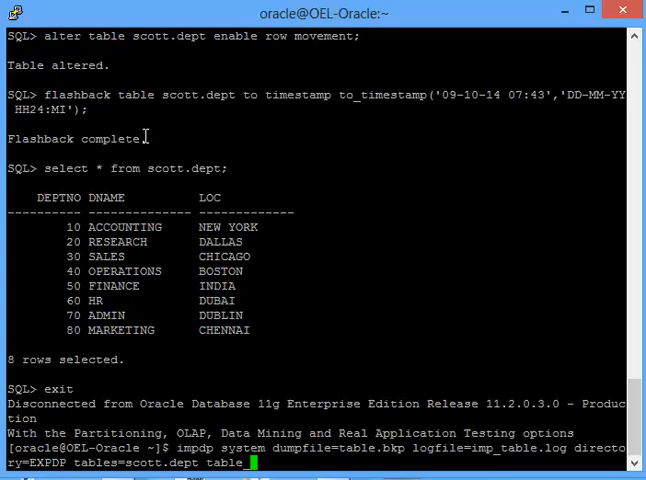 oracle@OEL-Oracle:~
SQL> alter table scott.dept enable row movement;
Table altered.
SQL> flashback table scott.dept to timestamp to_timestamp('09-10-14 07:43','DD-MM-YY
HH24:MI');
Flashback complete.
SQL> select * from scott.dept;
DEPTNO DNAME LOC
---------- -------------- -------------
10 ACCOUNTING NEW YORK
20 RESEARCH DALLAS
30 SALES CHICAGO
40 OPERATIONS BOSTON
50 FINANCE INDIA
60 HR DUBAI
70 ADMIN DUBLIN
80 MARKETING CHENNAI
8 rows selected.
SQL> exit
Disconnected from Oracle Database 11g Enterprise Edition Release 11.2.0.3.0 - Produc
tion
With the Partitioning, OLAP, Data Mining and Real Application Testing options
[oracle@OEL-Oracle ~]$ impdp system dumpfile=table.bkp logfile=imp_table.log directo
ry=EXPDP tables=scott.dept table_